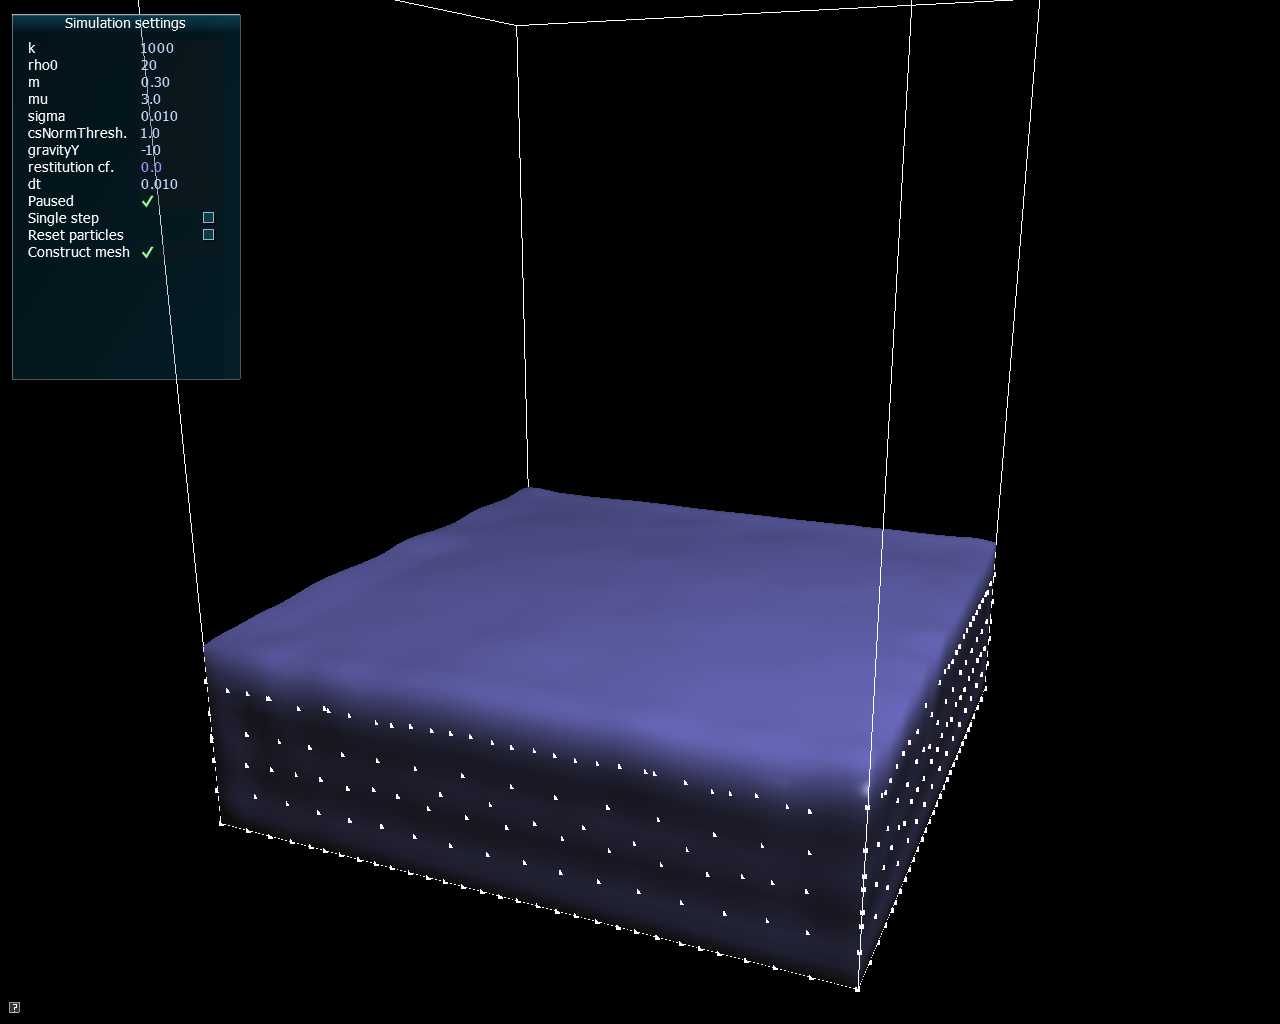 Simulation settings
k 1000
rho0 20
m 0.30
mu 3.0
sigma 0.010
csNormThresh. 1.0
gravityY -10
restitution cf. 0.0
dt 0.010
Paused
Single step
Reset particles
Construct mesh
?